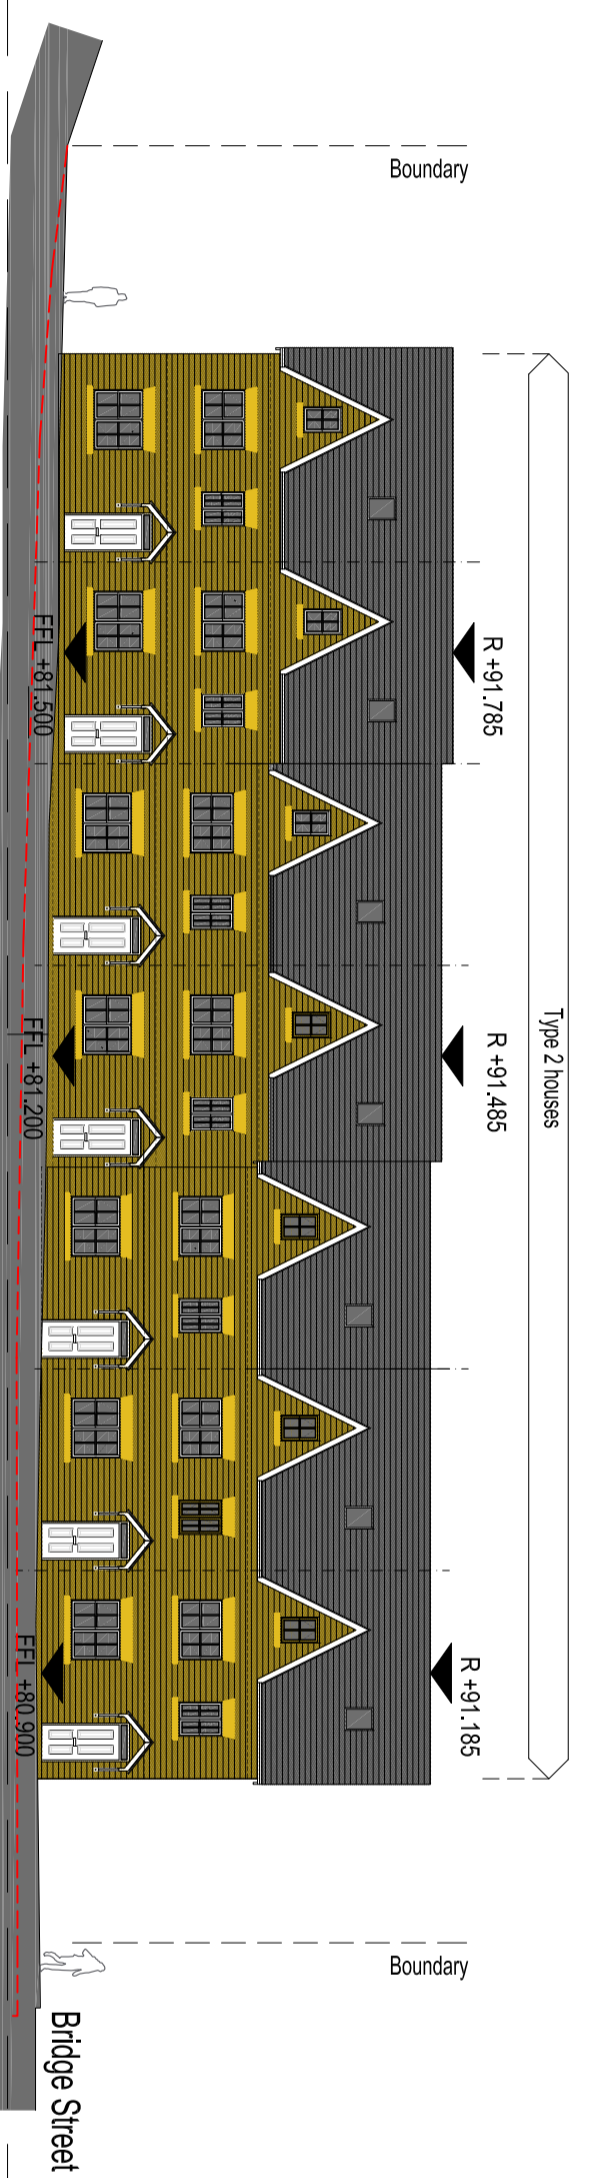 Type 2 houses
Boundary
R +91.785
R +91.485
R +91.185
Boundary
FFL +81.500
FFL +81.200
FFL +80.900
Bridge Street